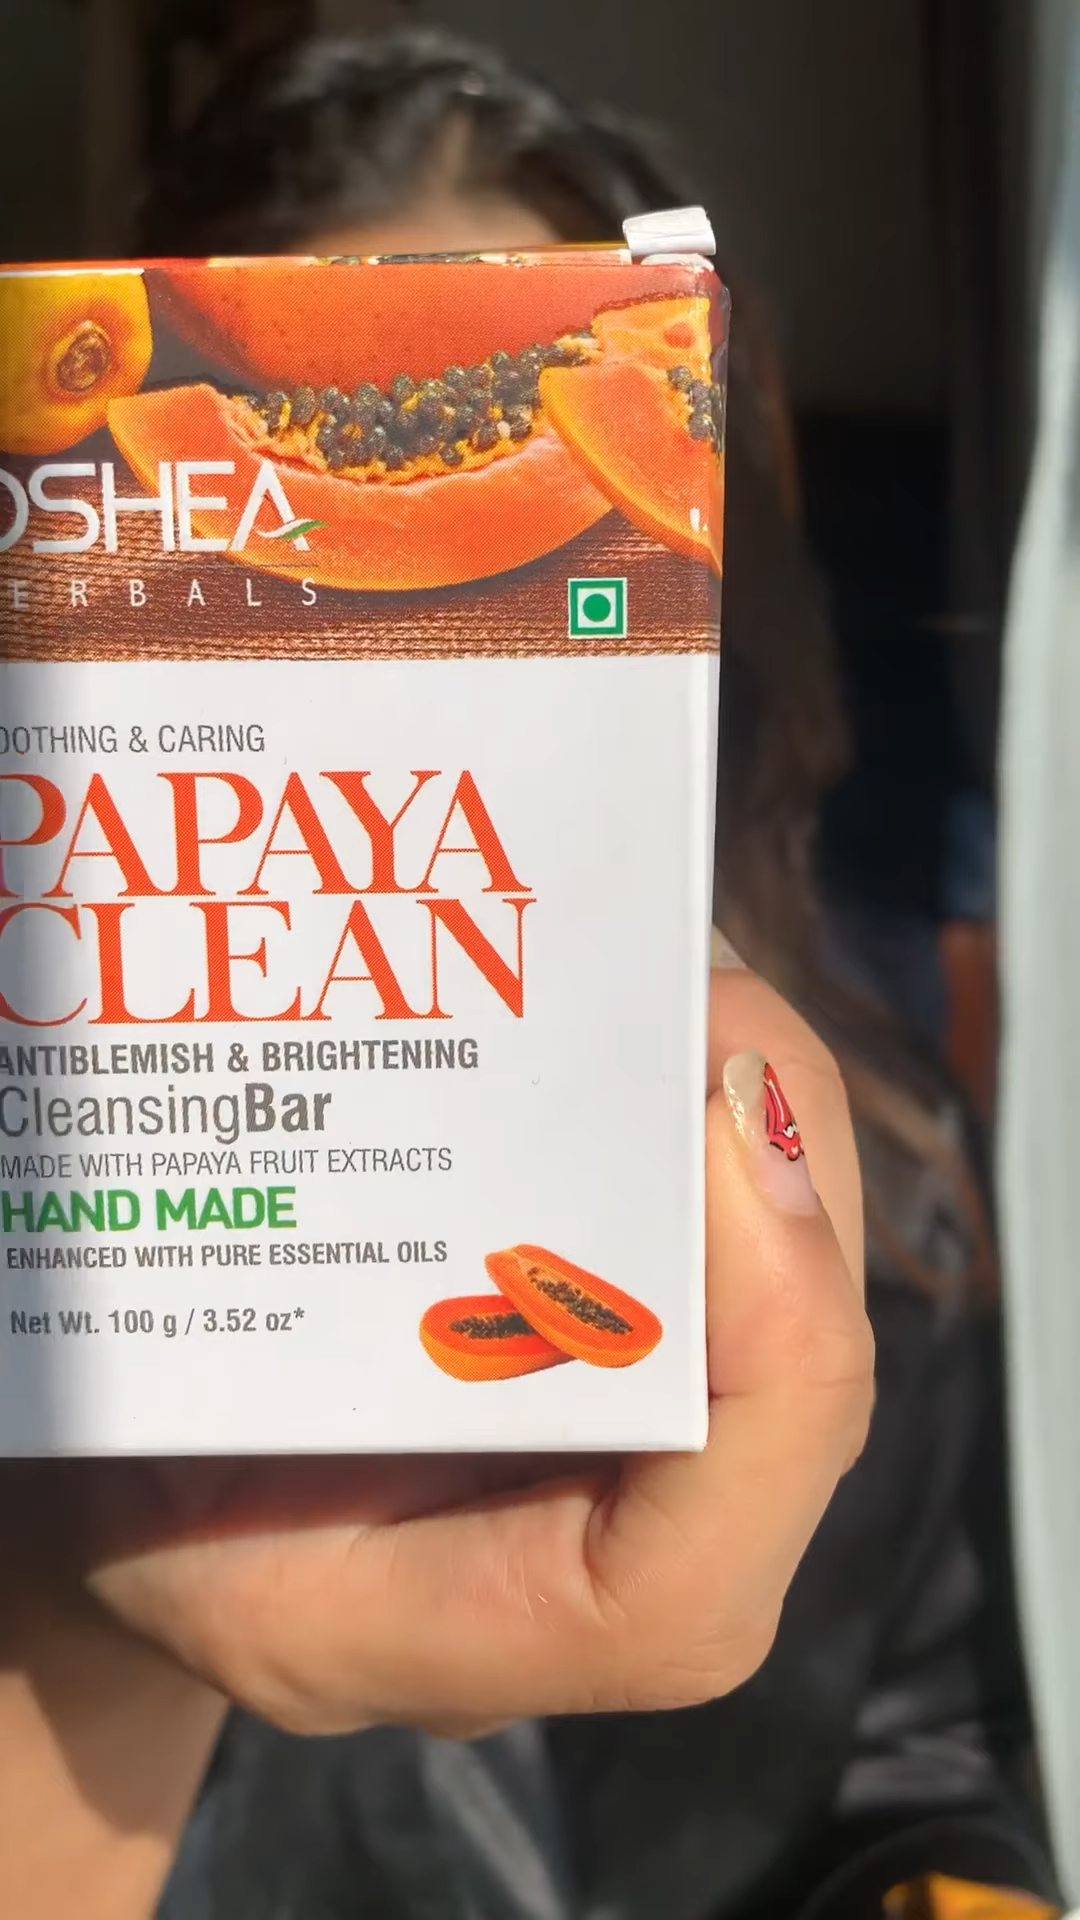 OSHEA
ERBALS
OOTHING & CARING
PAPAYA
CLEAN
ANTIBLEMISH & BRIGHTENING
CleansingBar
MADE WITH PAPAYA FRUIT EXTRACTS
HAND MADE
ENHANCED WITH PURE ESSENTIAL OILS
Net Wt. 100 g / 3.52 oz*